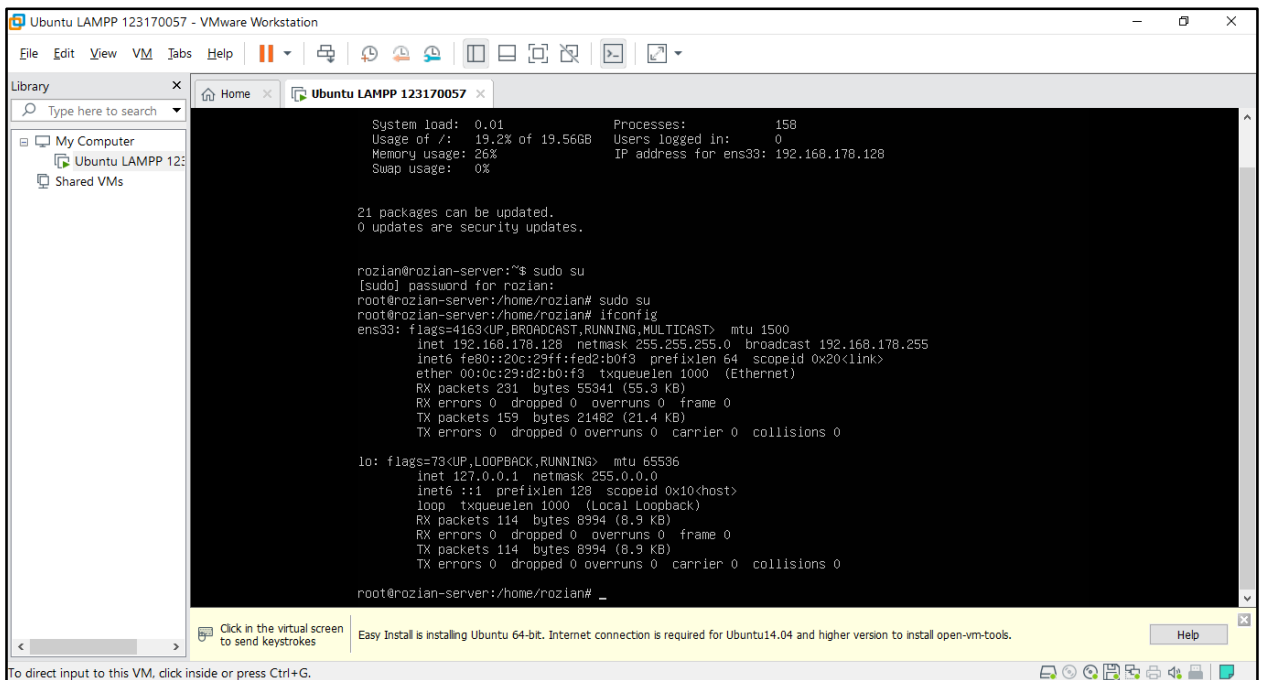 Ubuntu LAMPP 123170057 - VMware Workstation
File Edit View VM Tabs Help
Library
Type here to search
My Computer
Ubuntu LAMPP 123
Shared VMs
Home
Ubuntu LAMPP 123170057
System load: 0.01 Processes: 158
Usage of /: 19.2% of 19.56GB Users logged in: 0
Memory usage: 26% IP address for ens33: 192.168.178.128
Swap usage: 0%
21 packages can be updated.
0 updates are security updates.
rozian@rozian-server:~$ sudo su
[sudo] password for rozian:
root@rozian-server:/home/rozian# sudo su
root@rozian-server:/home/rozian# ifconfig
ens33: flags=4163<UP,BROADCAST,RUNNING,MULTICAST> mtu 1500
inet 192.168.178.128 netmask 255.255.255.0 broadcast 192.168.178.255
inet6 fe80::20c:29ff:fed2:b0f3 prefixlen 64 scopeid 0x20<link>
ether 00:0c:29:d2:b0:f3 txqueuelen 1000 (Ethernet)
RX packets 231 bytes 55341 (55.3 KB)
RX errors 0 dropped 0 overruns 0 frame 0
TX packets 159 bytes 21482 (21.4 KB)
TX errors 0 dropped 0 overruns 0 carrier 0 collisions 0
lo: flags=73<UP,LOOPBACK,RUNNING> mtu 65536
inet 127.0.0.1 netmask 255.0.0.0
inet6 ::1 prefixlen 128 scopeid 0x10<host>
loop txqueuelen 1000 (Local Loopback)
RX packets 114 bytes 8994 (8.9 KB)
RX errors 0 dropped 0 overruns 0 frame 0
TX packets 114 bytes 8994 (8.9 KB)
TX errors 0 dropped 0 overruns 0 carrier 0 collisions 0
root@rozian-server:/home/rozian# _
Click in the virtual screen
to send keystrokes
Easy Install is installing Ubuntu 64-bit. Internet connection is required for Ubuntu14.04 and higher version to install open-vm-tools.
Help
To direct input to this VM, click inside or press Ctrl+G.